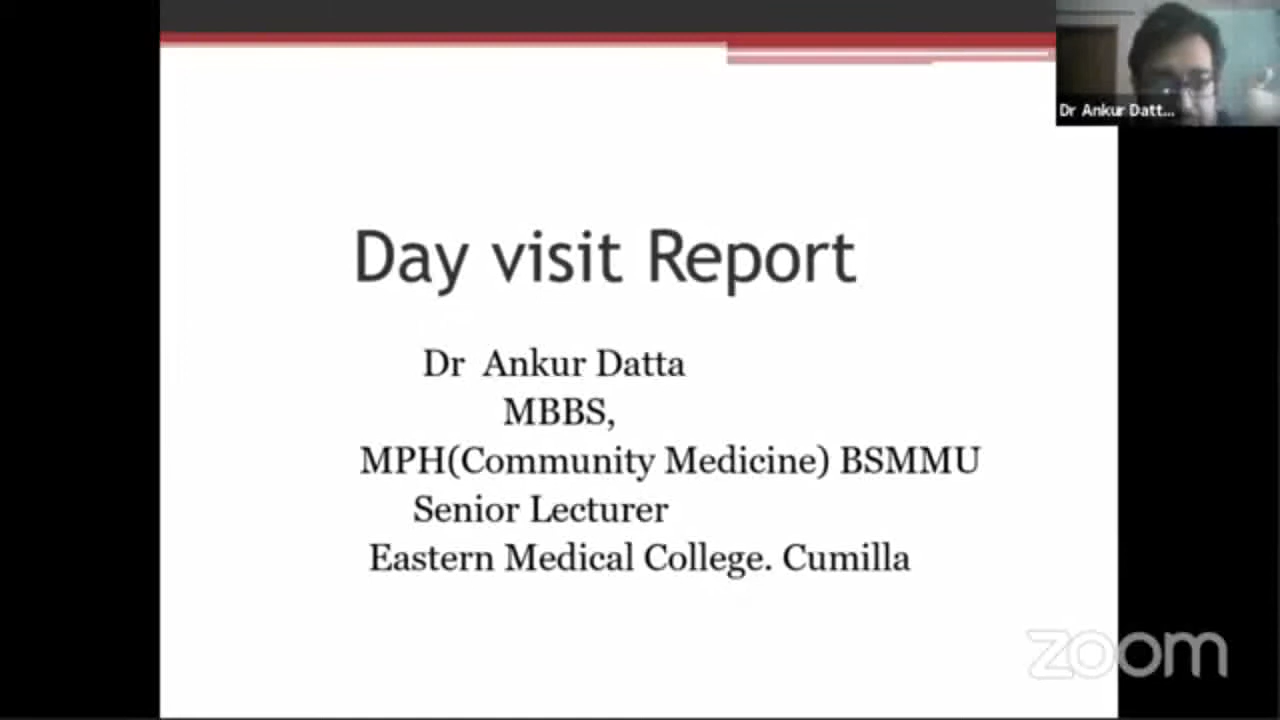 Dr Ankur Datt...
Day visit Report
Dr Ankur Datta
MBBS,
MPH(Community Medicine) BSMMU
Senior Lecturer
Eastern Medical College. Cumilla
zoom